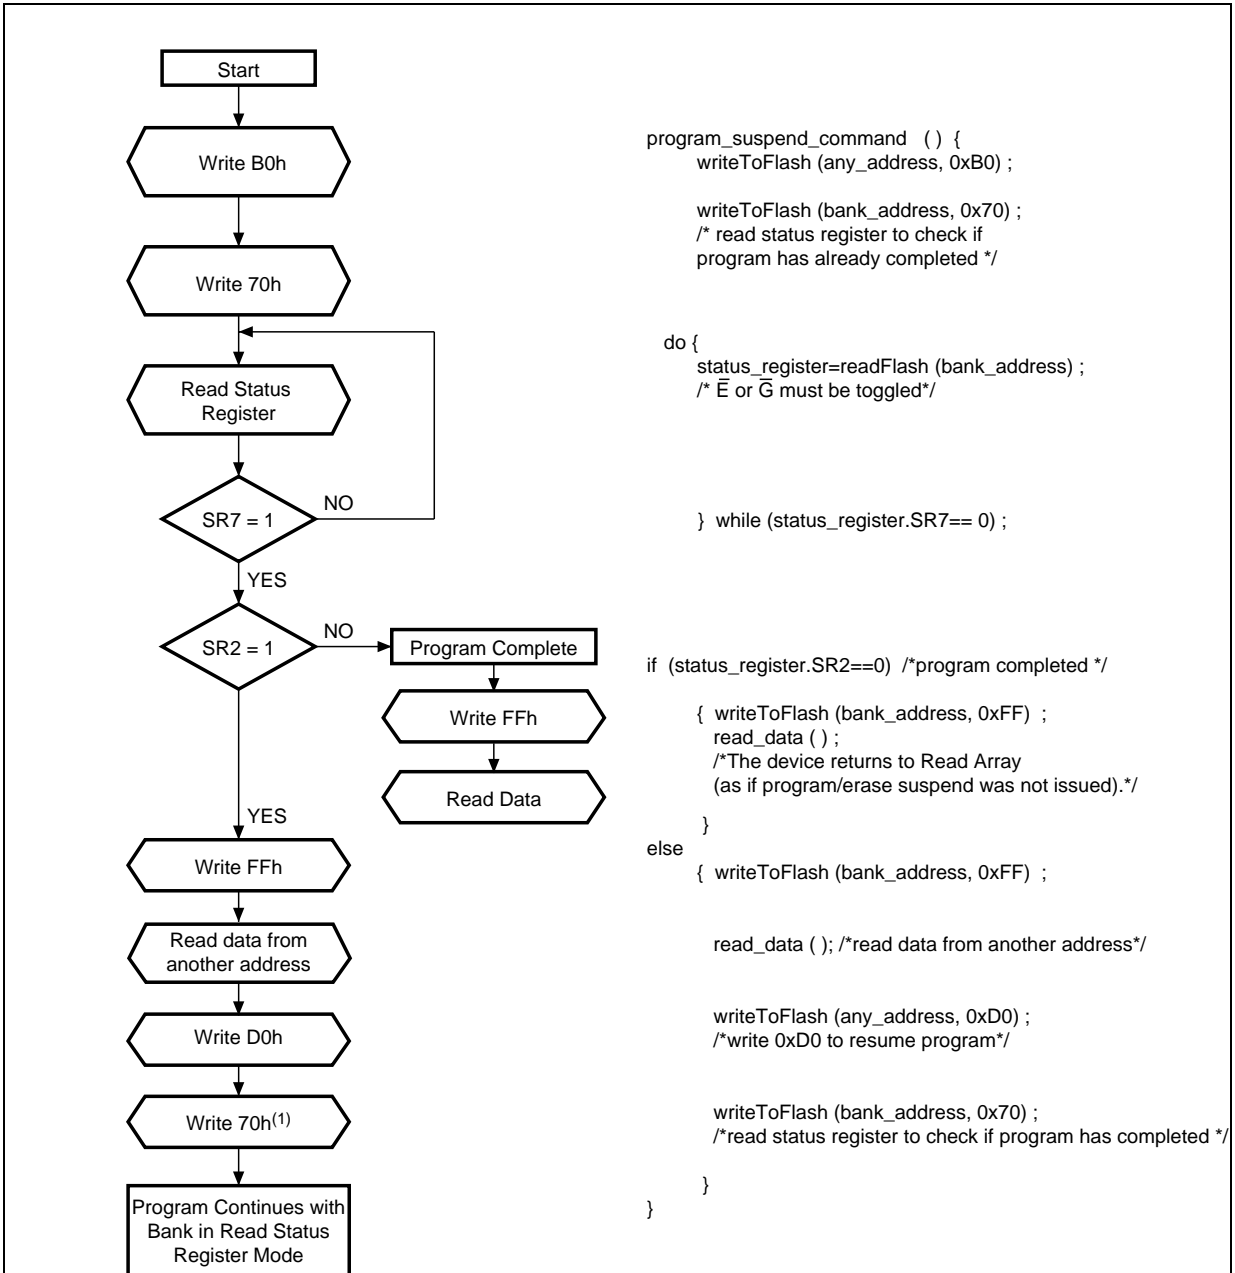 Start
Write B0h
Write 70h
Read Status
Register
SR7 = 1
NO
YES
SR2 = 1
NO
Program Complete
Write FFh
Read Data
YES
Write FFh
Read data from
another address
Write D0h
Write 70h(1)
Program Continues with
Bank in Read Status
Register Mode
program_suspend_command ( ) {
writeToFlash (any_address, 0xB0) ;
writeToFlash (bank_address, 0x70) ;
/* read status register to check if
program has already completed */
do {
status_register=readFlash (bank_address) ;
/* E̅ or G̅ must be toggled*/
} while (status_register.SR7== 0) ;
if (status_register.SR2==0) /*program completed */
{ writeToFlash (bank_address, 0xFF) ;
read_data ( ) ;
/*The device returns to Read Array
(as if program/erase suspend was not issued).*/
}
else
{ writeToFlash (bank_address, 0xFF) ;
read_data ( ); /*read data from another address*/
writeToFlash (any_address, 0xD0) ;
/*write 0xD0 to resume program*/
writeToFlash (bank_address, 0x70) ;
/*read status register to check if program has completed */
}
}